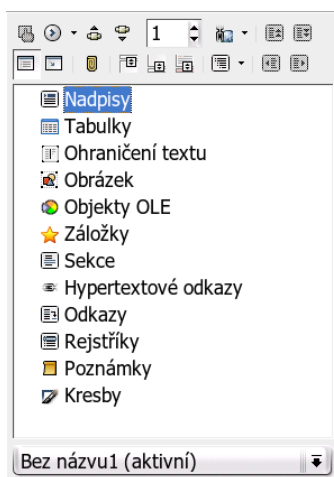 1
Nadpisy
Tabulky
Ohraničení textu
Obrázek
Objekty OLE
Záložky
Sekce
Hypertextové odkazy
Odkazy
Rejstříky
Poznámky
Kresby
Bez názvu1 (aktivní)